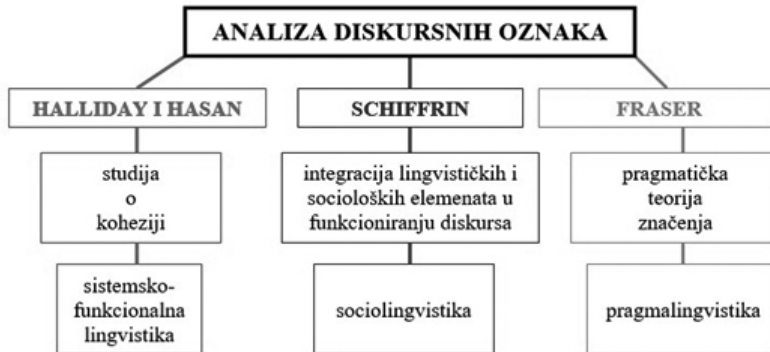 ANALIZA DISKURSNIH OZNAKA
HALLIDAY I HASAN
SCHIFFRIN
FRASER
studija
o
koheziji
integracija lingvističkih i
socioloških elemenata u
funkcioniranju diskursa
pragmatička
teorija
značenja
sistemsko-
funkcionalna
lingvistika
sociolingvistika
pragmalingvistika